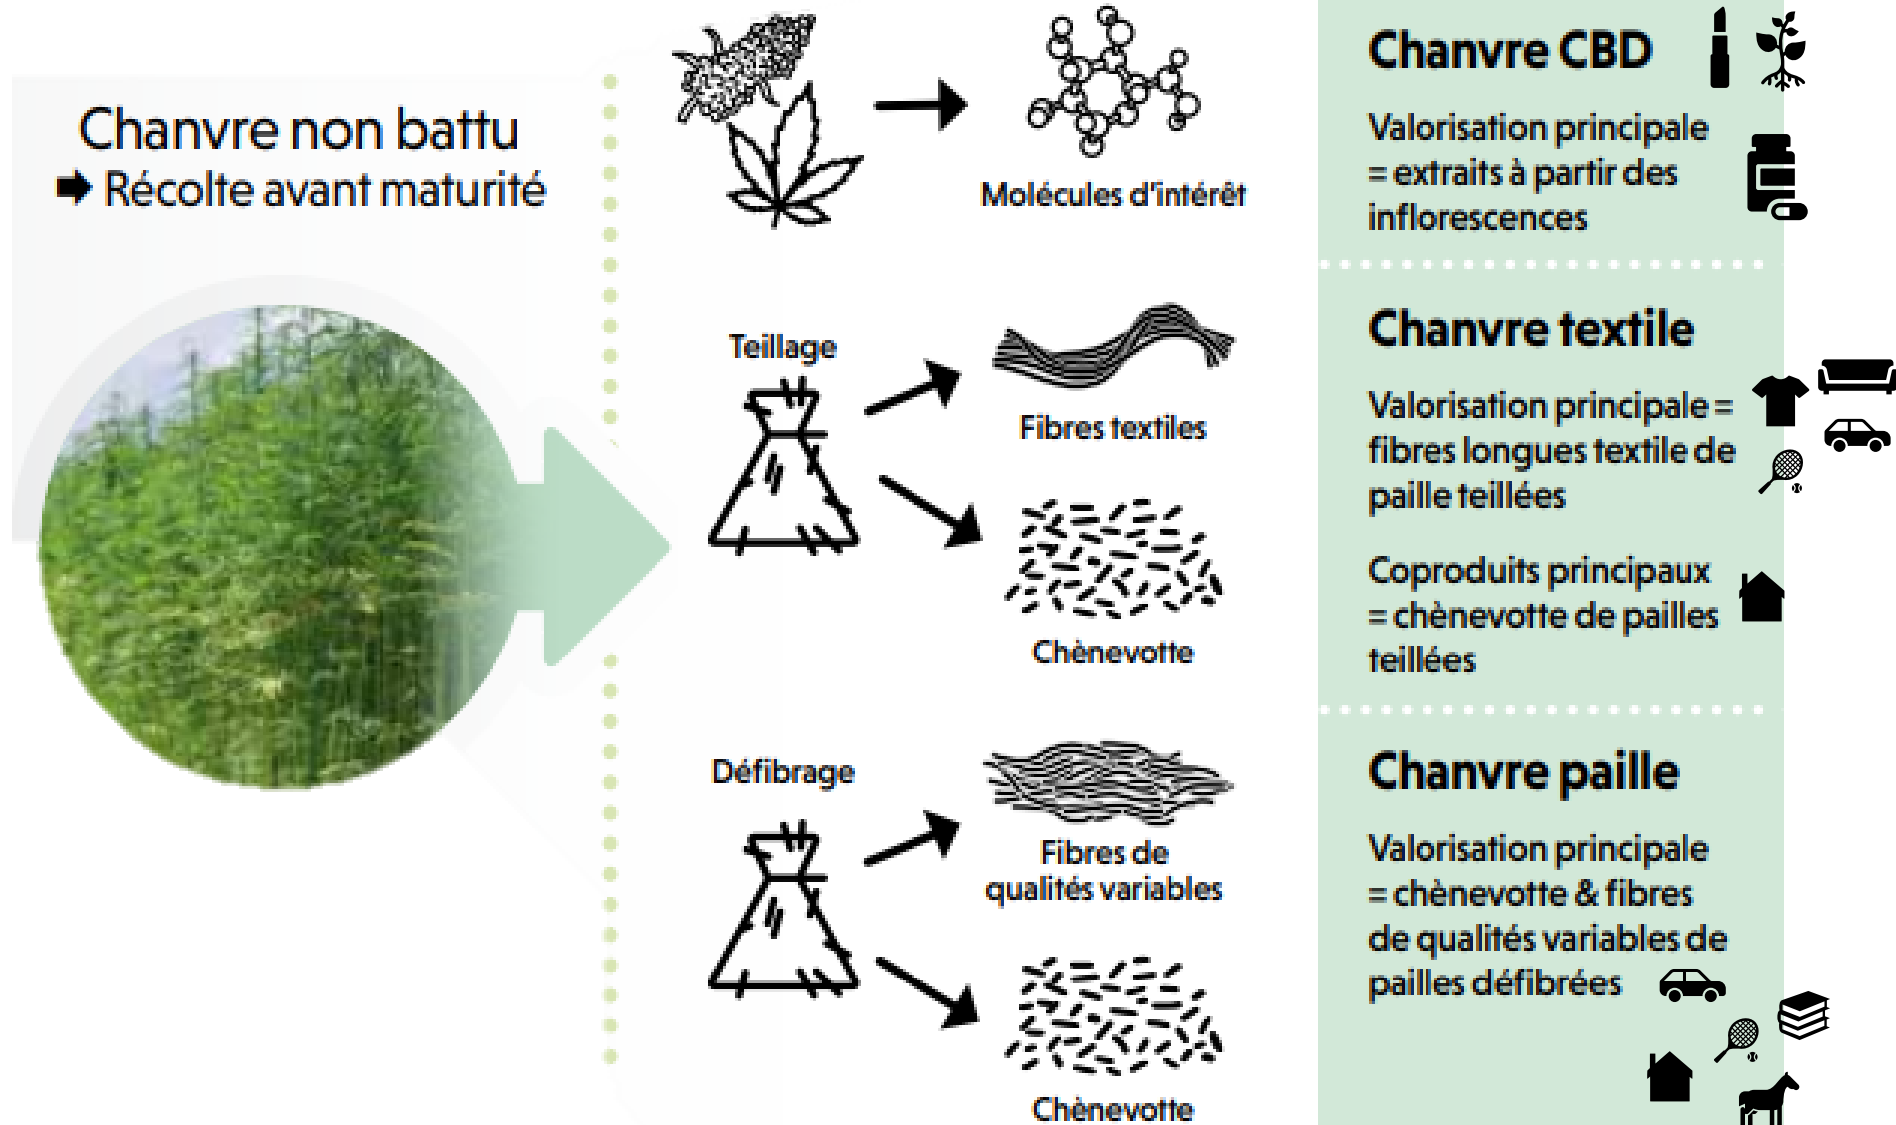 Chanvre non battu
➡ Récolte avant maturité
Molécules d'intérêt
Chanvre CBD
Valorisation principale
= extraits à partir des
inflorescences
Teillage
Fibres textiles
Chènevotte
Chanvre textile
Valorisation principale =
fibres longues textile de
paille teillées
Coproduits principaux
= chènevotte de pailles
teillées
Défibrage
Fibres de
qualités variables
Chènevotte
Chanvre paille
Valorisation principale
= chènevotte & fibres
de qualités variables de
pailles défibrées